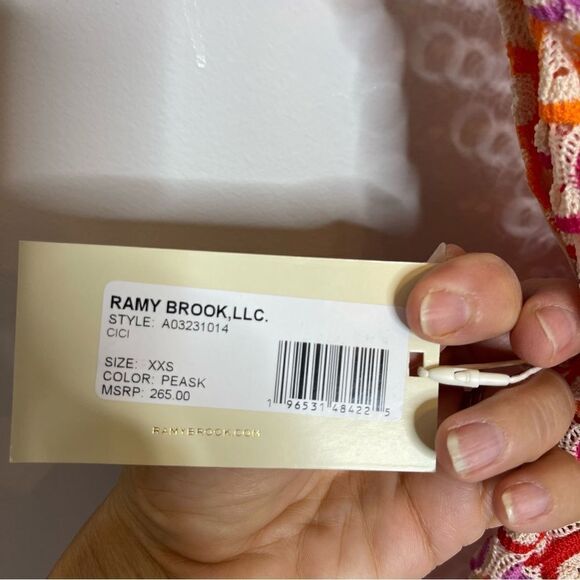 RAMY BROOK,LLC.
STYLE: A03231014
CICI
SIZE: XXS
COLOR: PEASK
MSRP: 265.00
1 96531 48422 5
RAMYBROOK.COM